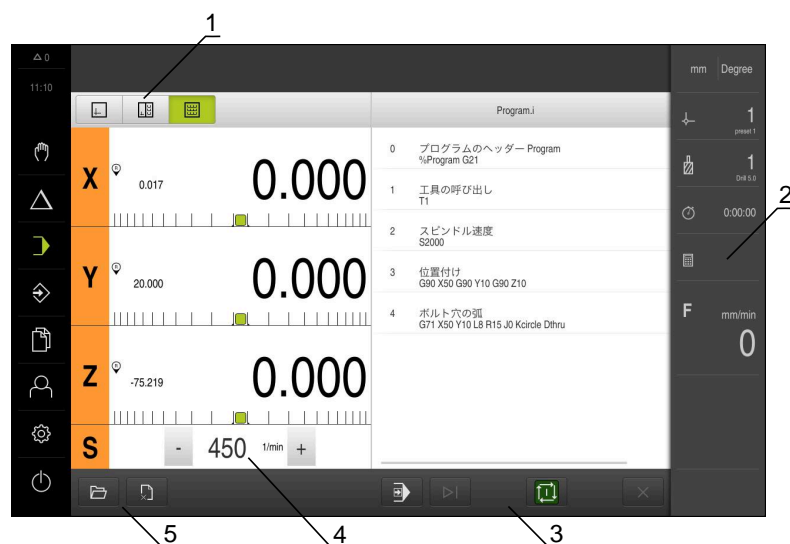 1
0
11:10
mm Degree
Program.i
1
preset 1
1
Drill 5.0
2
0:00:00
F mm/min
0
X R 0.017 0.000
Y R 20.000 0.000
Z R -75.219 0.000
S - 450 1/min +
0 プログラムのヘッダー Program
%Program G21
1 工具の呼び出し
T1
2 スピンドル速度
S2000
3 位置付け
G90 X50 G90 Y10 G90 Z10
4 ボルト穴の弧
G71 X50 Y10 L8 R15 J0 Kcircle Dthru
5
4
3